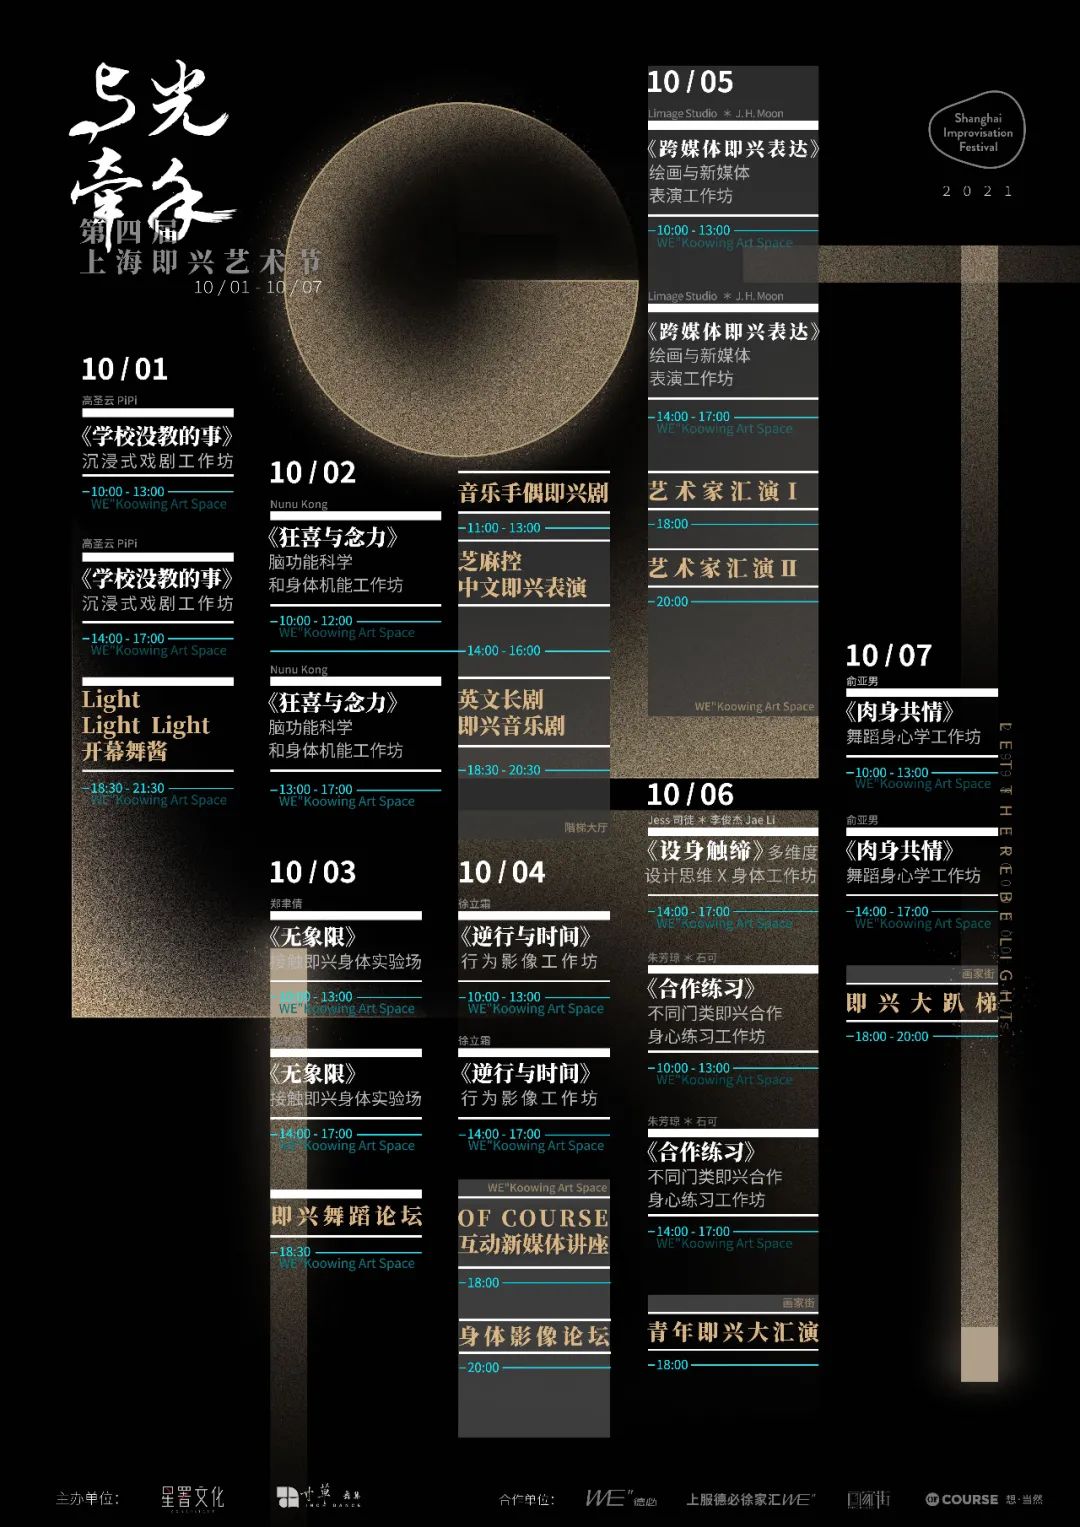 与光
牵手
第四届
上海即兴艺术节
10 / 01 - 10 / 07
Shanghai
Improvisation
Festival
2021
10 / 01
高圣云 PiPi
《学校没教的事》
沉浸式戏剧工作坊
10:00 - 13:00
WE"Koowing Art Space
高圣云 PiPi
《学校没教的事》
沉浸式戏剧工作坊
14:00 - 17:00
WE"Koowing Art Space
Light
Light Light
开幕舞酱
18:30 - 21:30
WE"Koowing Art Space
10 / 02
Nunu Kong
《狂喜与念力》
脑功能科学
和身体机能工作坊
10:00 - 12:00
WE"Koowing Art Space
Nunu Kong
《狂喜与念力》
脑功能科学
和身体机能工作坊
13:00 - 17:00
WE"Koowing Art Space
音乐手偶即兴剧
11:00 - 13:00
芝麻控
中文即兴表演
14:00 - 16:00
英文长剧
即兴音乐剧
18:30 - 20:30
階梯大厅
10 / 03
郑聿倩
《无象限》
接触即兴身体实验场
10:00 - 13:00
WE"Koowing Art Space
《无象限》
接触即兴身体实验场
14:00 - 17:00
WE"Koowing Art Space
即兴舞蹈论坛
18:30
WE"Koowing Art Space
10 / 04
徐立霜
《逆行与时间》
行为影像工作坊
10:00 - 13:00
WE"Koowing Art Space
徐立霜
《逆行与时间》
行为影像工作坊
14:00 - 17:00
WE"Koowing Art Space
WE"Koowing Art Space
OF COURSE
互动新媒体讲座
18:00
身体影像论坛
20:00
10 / 05
Limage Studio * J. H. Moon
《跨媒体即兴表达》
绘画与新媒体
表演工作坊
10:00 - 13:00
WE"Koowing Art Space
Limage Studio * J. H. Moon
《跨媒体即兴表达》
绘画与新媒体
表演工作坊
14:00 - 17:00
WE"Koowing Art Space
艺术家汇演 I
18:00
艺术家汇演 II
20:00
WE"Koowing Art Space
10 / 06
Jess 司徒 * 李俊杰 Jae Li
《设身触缔》多维度
设计思维 X 身体工作坊
14:00 - 17:00
WE"Koowing Art Space
朱芳琼 * 石可
《合作练习》
不同门类即兴合作
身心练习工作坊
10:00 - 13:00
WE"Koowing Art Space
朱芳琼 * 石可
《合作练习》
不同门类即兴合作
身心练习工作坊
14:00 - 17:00
WE"Koowing Art Space
画家街
青年即兴大汇演
18:00
10 / 07
俞亚男
《肉身共情》
舞蹈身心学工作坊
10:00 - 13:00
WE"Koowing Art Space
俞亚男
《肉身共情》
舞蹈身心学工作坊
14:00 - 17:00
WE"Koowing Art Space
画家街
即兴大趴梯
18:00 - 20:00
LET THERE BE LIGHT
主办单位：
星署文化
合作单位：
WE" 德必
上服德必徐家汇WE"
OF COURSE 想·当然